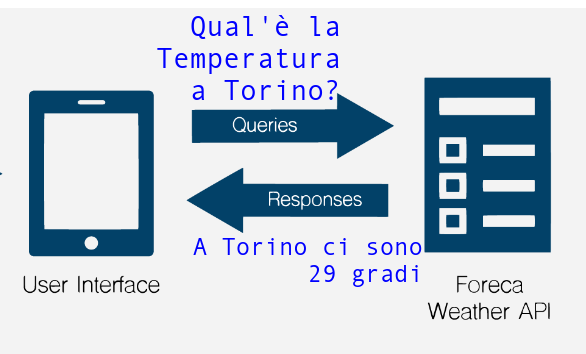 Qual'è la
Temperatura
a Torino?
Queries
Responses
A Torino ci sono
29 gradi
User Interface
Foreca
Weather API